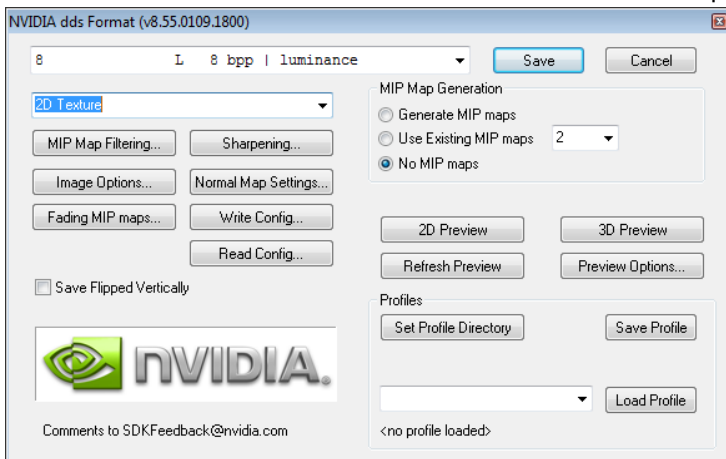 NVIDIA dds Format (v8.55.0109.1800)
8 L 8 bpp | luminance
Save
Cancel
2D Texture
MIP Map Generation
Generate MIP maps
Use Existing MIP maps 2
No MIP maps
MIP Map Filtering...
Sharpening...
Image Options...
Normal Map Settings...
Fading MIP maps...
Write Config...
Read Config...
2D Preview
3D Preview
Refresh Preview
Preview Options...
Save Flipped Vertically
Profiles
Set Profile Directory
Save Profile
nVIDIA.
Load Profile
Comments to SDKFeedback@nvidia.com
<no profile loaded>